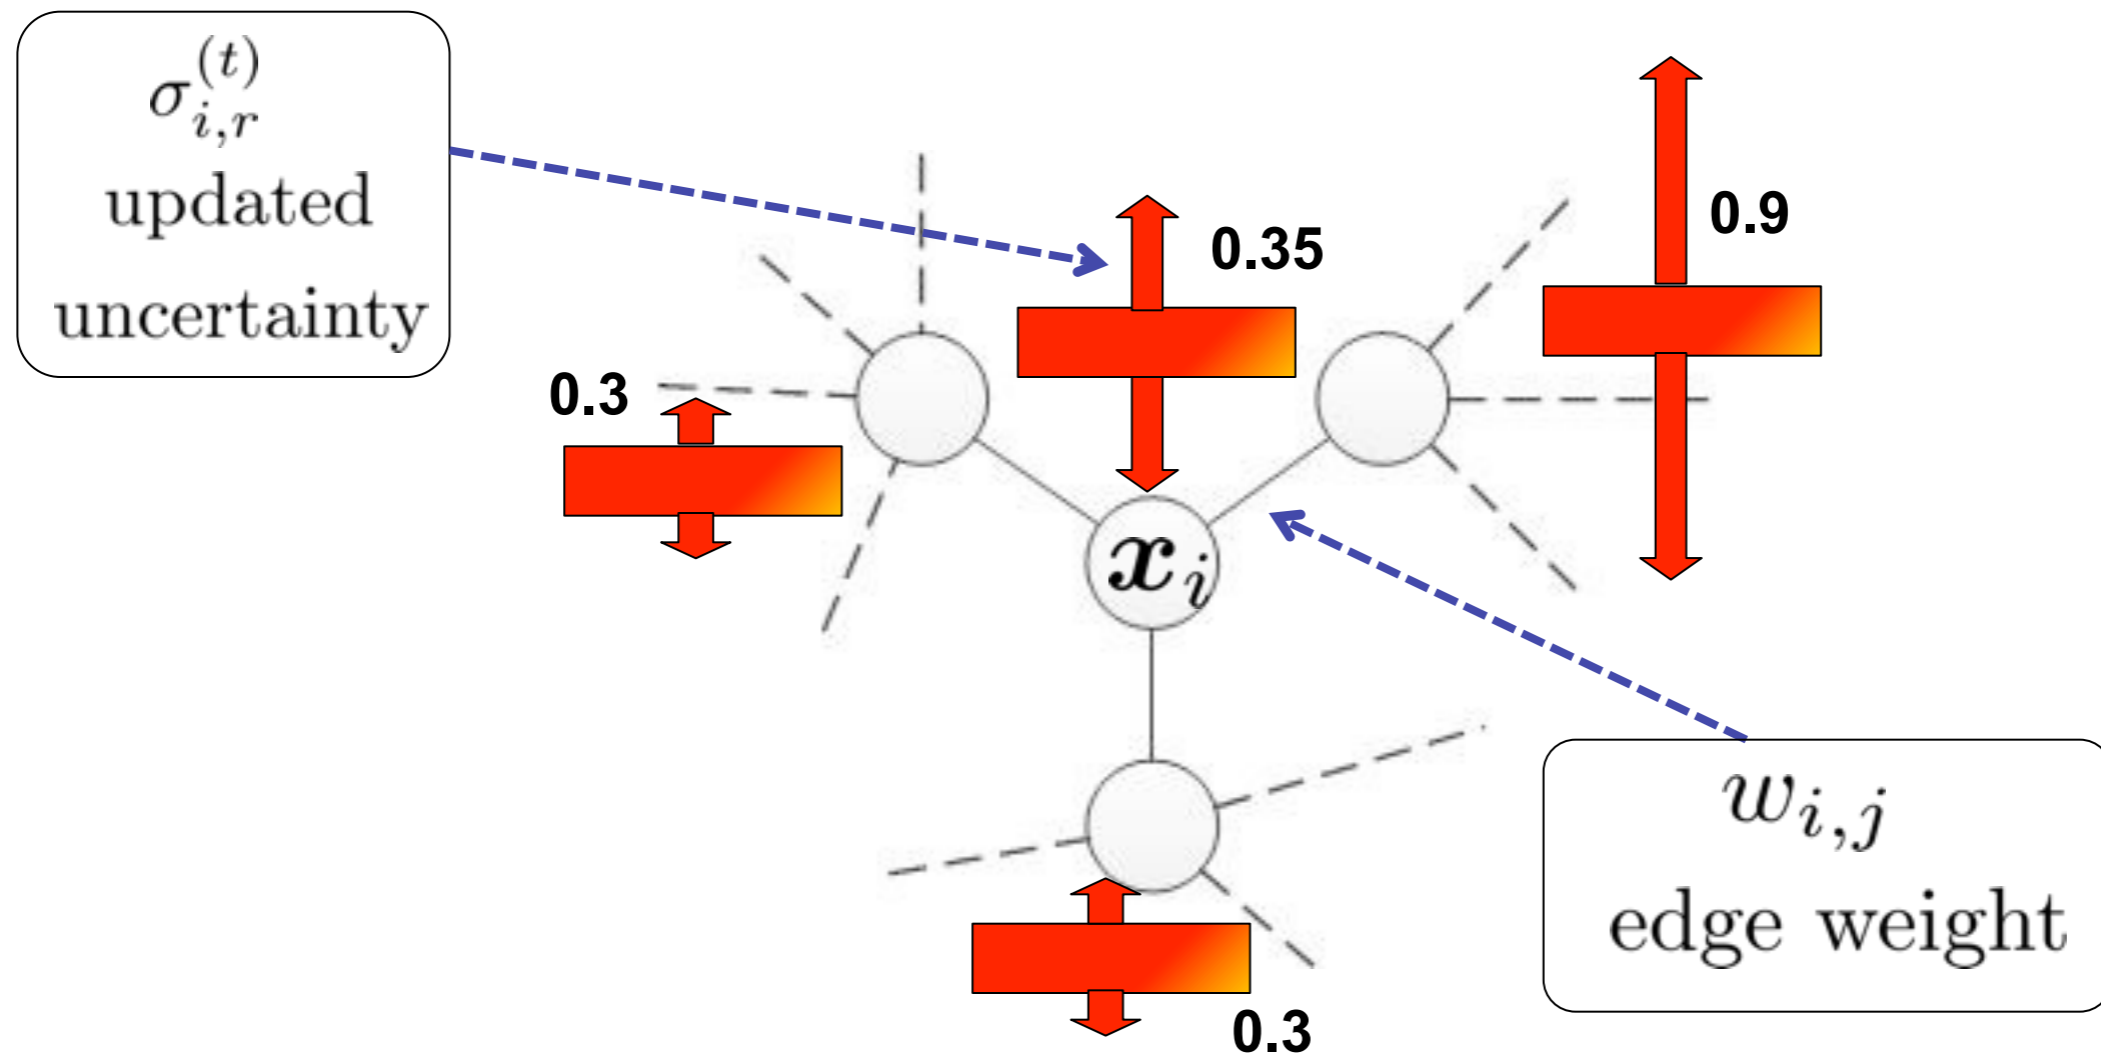 σ_{i,r}^{(t)}
updated
uncertainty
0.35
0.9
0.3
x_i
w_{i,j}
edge weight
0.3